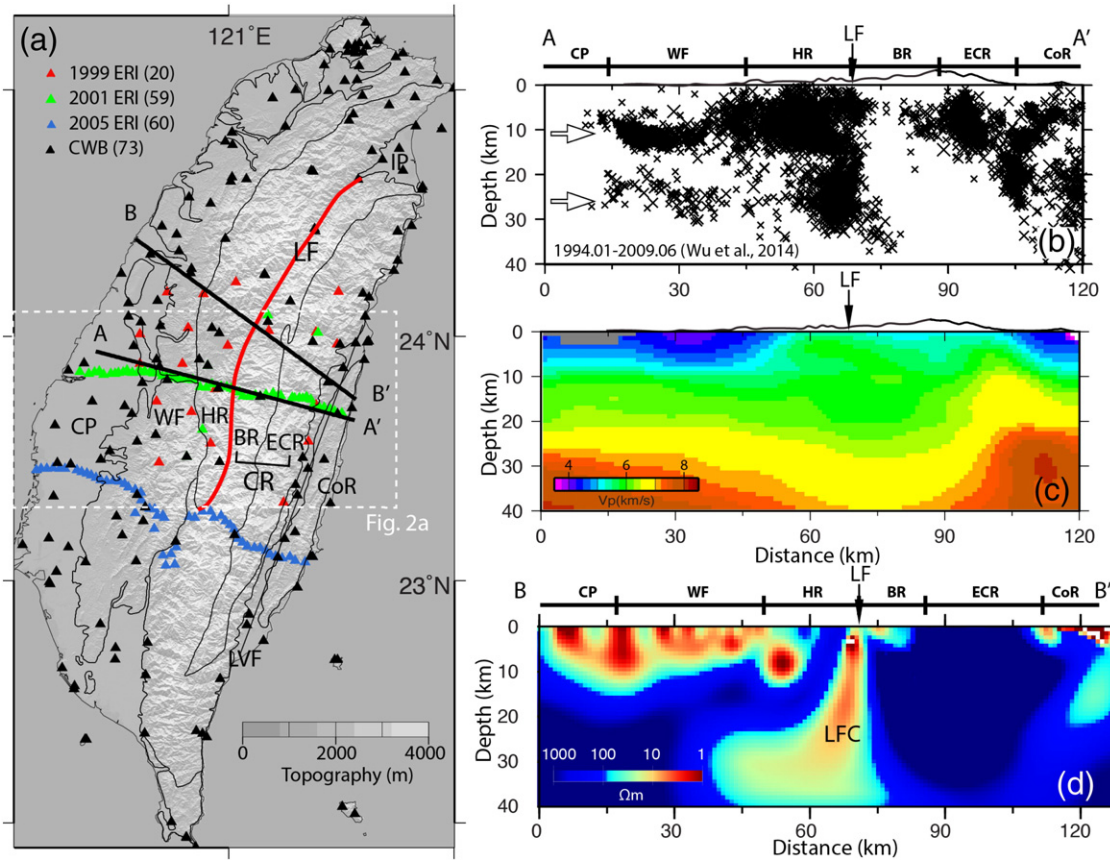 (a)
121°E
1999 ERI (20)
2001 ERI (59)
2005 ERI (60)
CWB (73)
IP
B
LF
24°N
A
B'
A'
CP
WF
HR
BR
ECR
CR
CoR
Fig. 2a
23°N
LVF
0 2000 4000
Topography (m)
LF
A A'
CP WF HR BR ECR CoR
0
10
20
30
40
Depth (km)
1994.01-2009.06 (Wu et al., 2014)
(b)
0 30 60 90 120
LF
0
10
20
30
40
Depth (km)
4 6 8
Vp(km/s)
(c)
0 30 60 90 120
Distance (km)
LF
B B'
CP WF HR BR ECR CoR
0
10
20
30
40
Depth (km)
LFC
1000 100 10 1
Ωm
(d)
0 30 60 90 120
Distance (km)